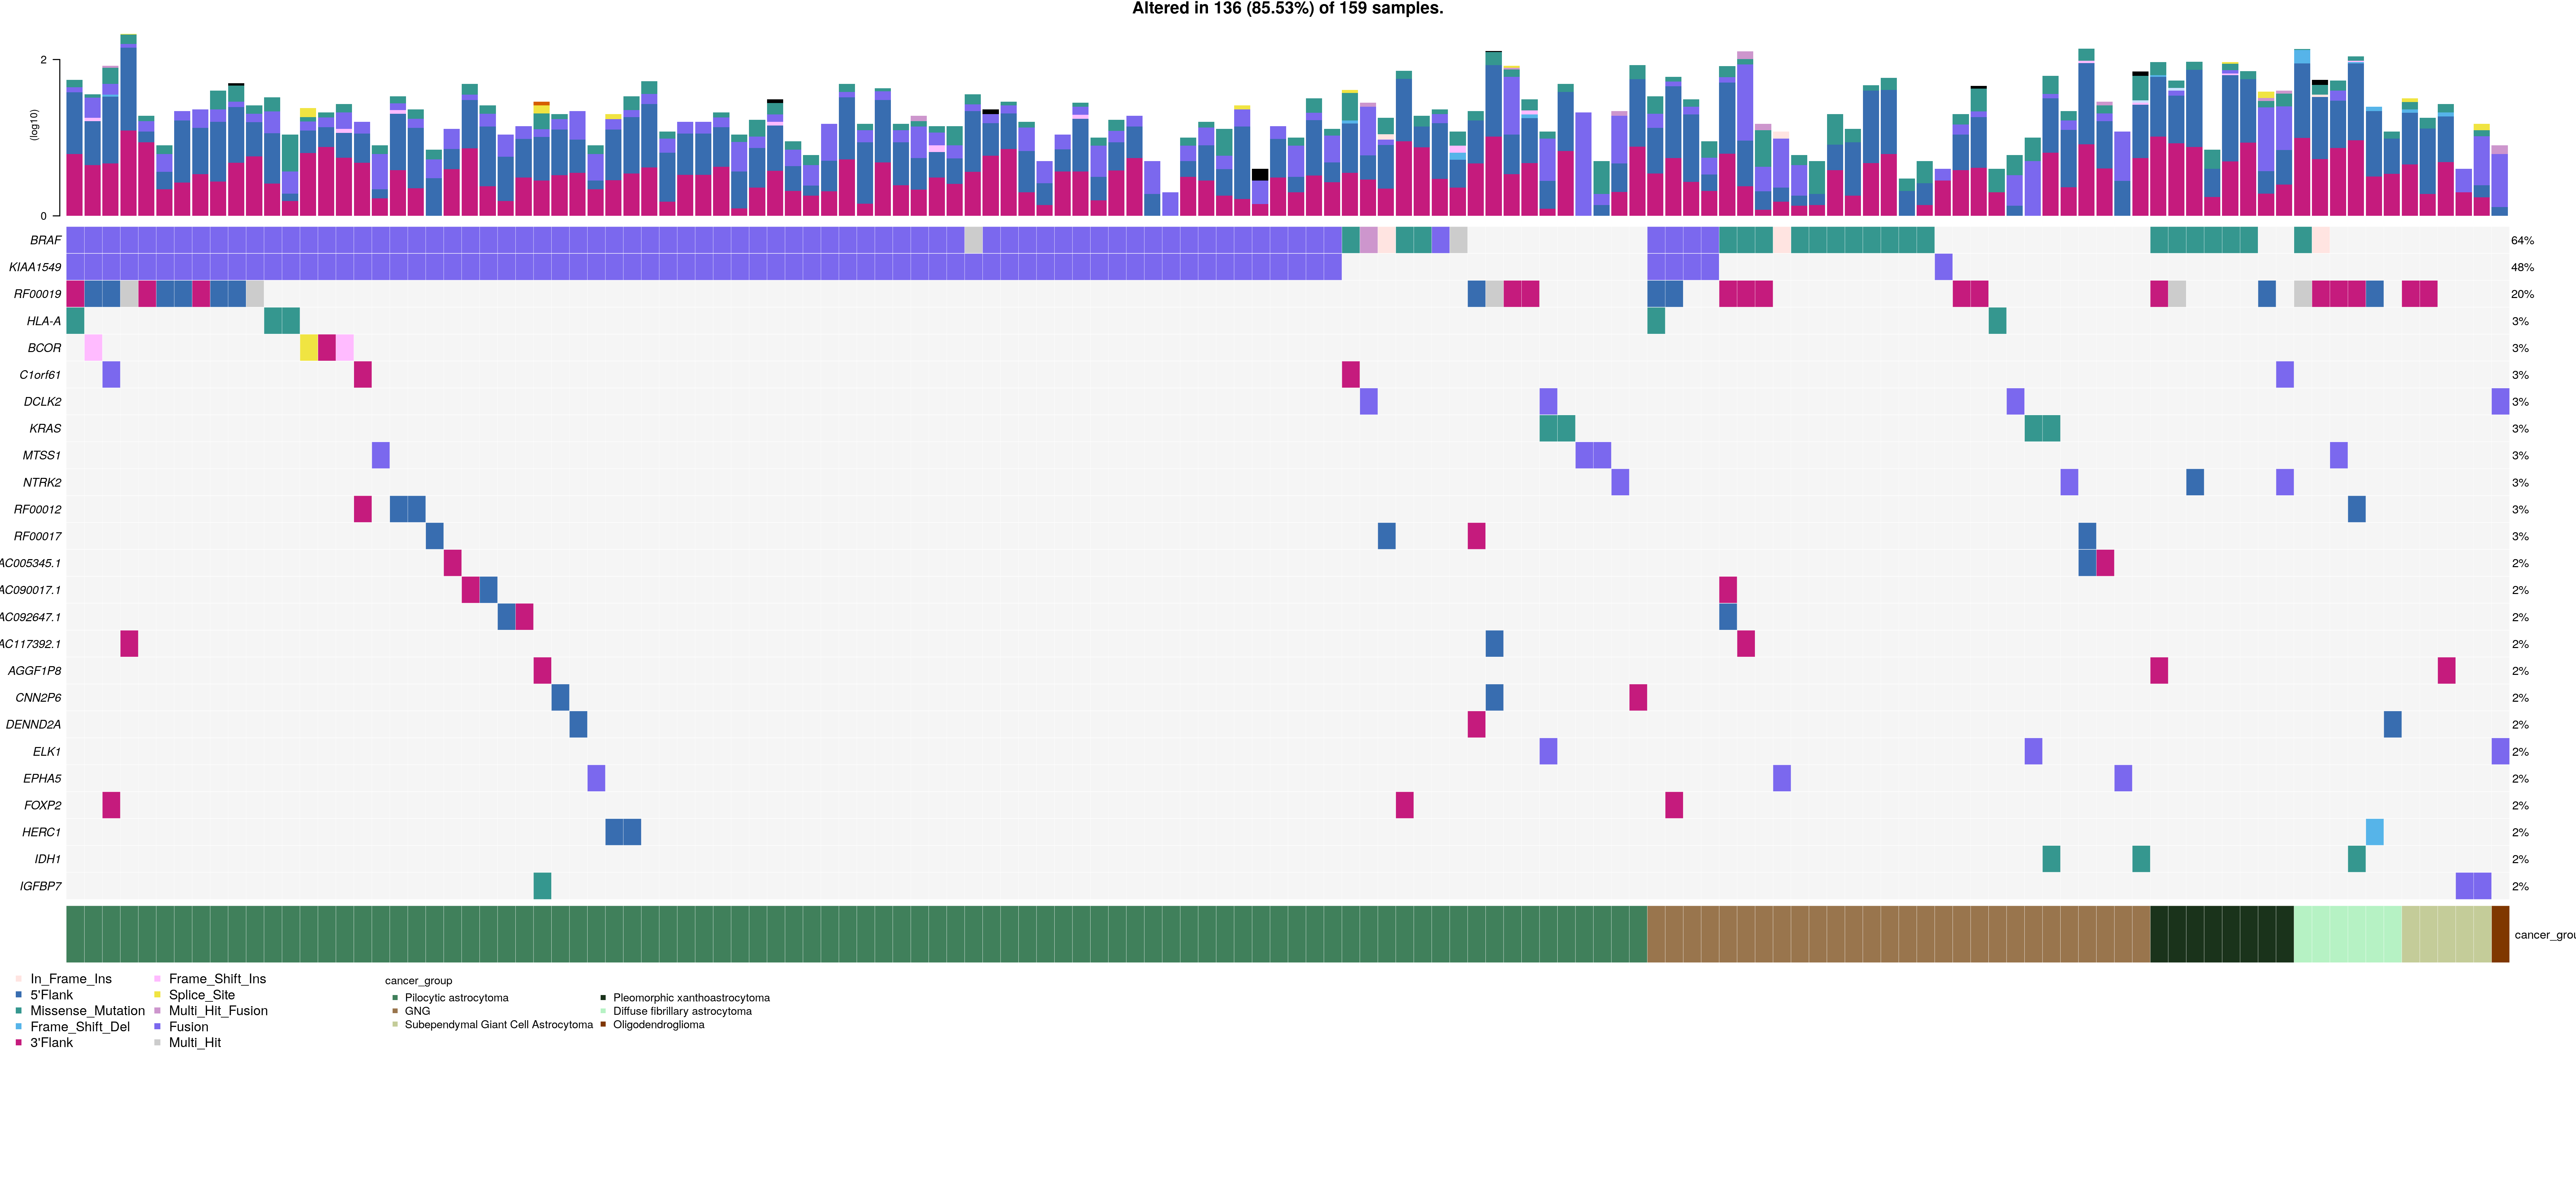 Altered in 136 (85.53%) of 159 samples.
2
(log10)
0
BRAF 64%
KIAA1549 48%
RF00019 20%
HLA-A 3%
BCOR 3%
C1orf61 3%
DCLK2 3%
KRAS 3%
MTSS1 3%
NTRK2 3%
RF00012 3%
RF00017 3%
AC005345.1 2%
AC090017.1 2%
AC092647.1 2%
AC117392.1 2%
AGGF1P8 2%
CNN2P6 2%
DENND2A 2%
ELK1 2%
EPHA5 2%
FOXP2 2%
HERC1 2%
IDH1 2%
IGFBP7 2%
cancer_grou
In_Frame_Ins
5'Flank
Missense_Mutation
Frame_Shift_Del
3'Flank
Frame_Shift_Ins
Splice_Site
Multi_Hit_Fusion
Fusion
Multi_Hit
cancer_group
Pilocytic astrocytoma
GNG
Subependymal Giant Cell Astrocytoma
Pleomorphic xanthoastrocytoma
Diffuse fibrillary astrocytoma
Oligodendroglioma